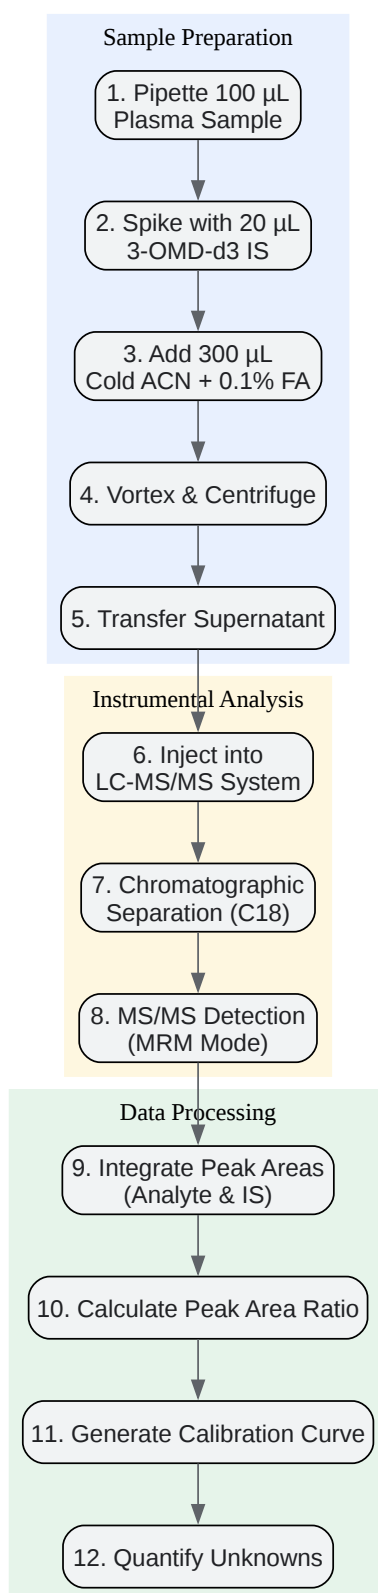 Sample Preparation
1. Pipette 100 µL
Plasma Sample
2. Spike with 20 µL
3-OMD-d3 IS
3. Add 300 µL
Cold ACN + 0.1% FA
4. Vortex & Centrifuge
5. Transfer Supernatant
Instrumental Analysis
6. Inject into
LC-MS/MS System
7. Chromatographic
Separation (C18)
8. MS/MS Detection
(MRM Mode)
Data Processing
9. Integrate Peak Areas
(Analyte & IS)
10. Calculate Peak Area Ratio
11. Generate Calibration Curve
12. Quantify Unknowns